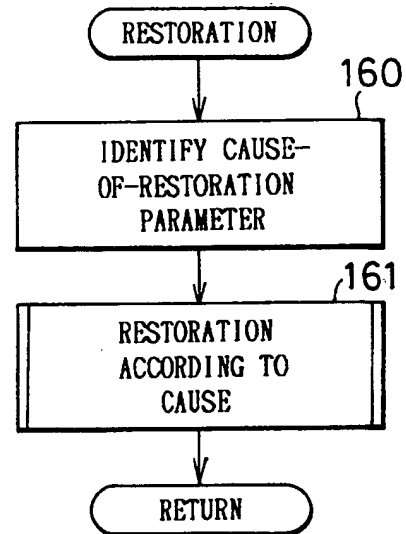 RESTORATION
160
IDENTIFY CAUSE-
OF-RESTORATION
PARAMETER
161
RESTORATION
ACCORDING TO
CAUSE
RETURN